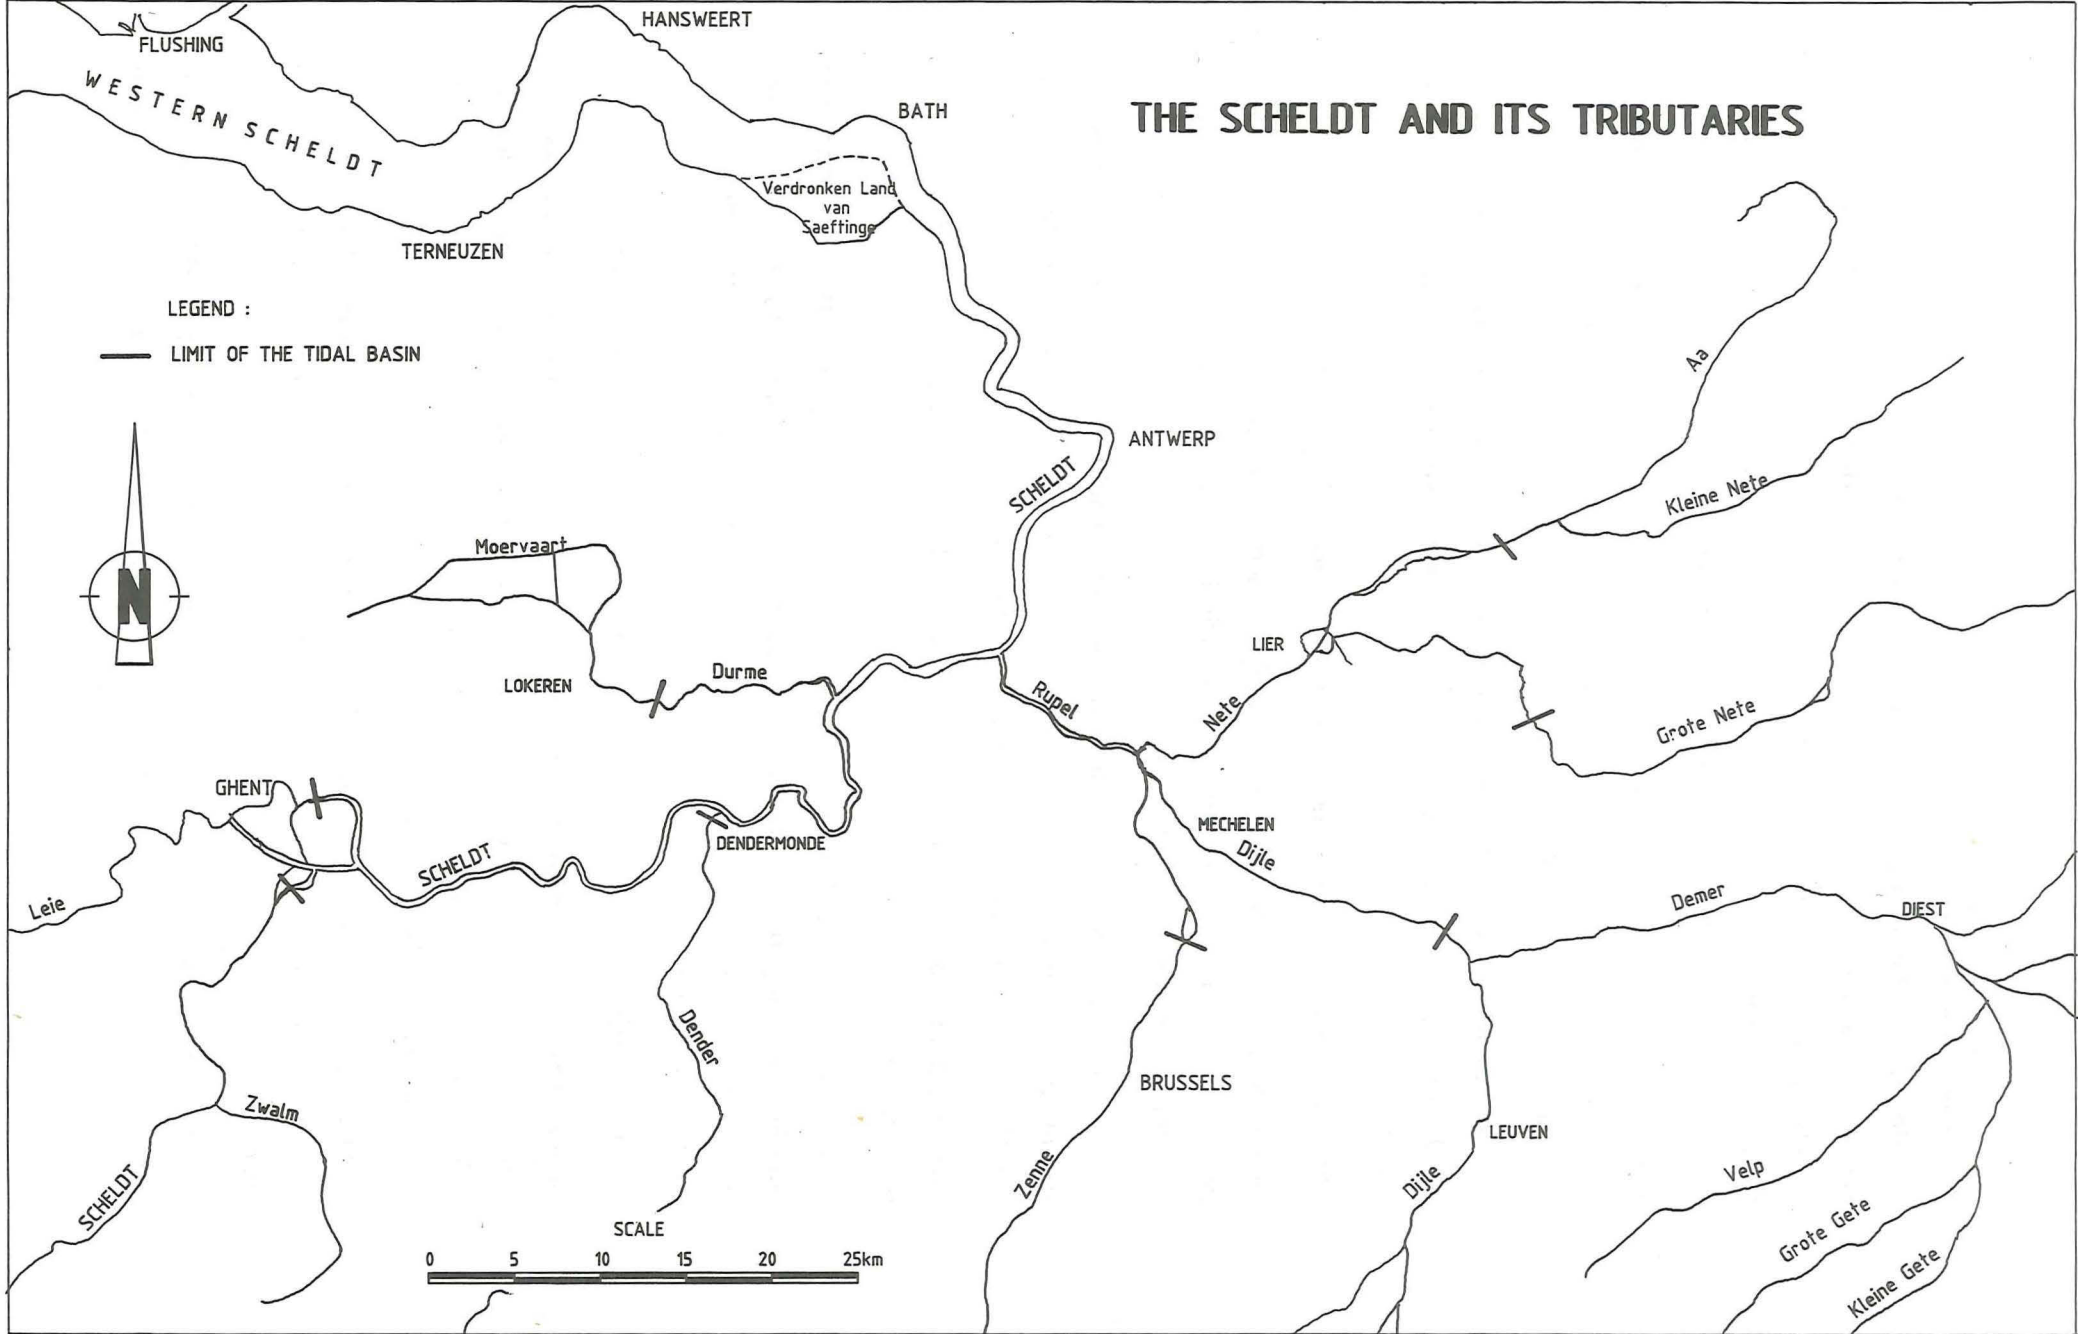 HANSWEERT
FLUSHING
WESTERN SCHELDT
BATH
THE SCHELDT AND ITS TRIBUTARIES
Verdronken Land
van
Saeftinge
TERNEUZEN
LEGEND :
LIMIT OF THE TIDAL BASIN
Aa
ANTWERP
SCHELDT
Kleine Nete
Moervaart
N
LIER
Durme
LOKEREN
Rupel
Nete
Grote Nete
GHENT
MECHELEN
DENDERMONDE
SCHELDT
Dijle
Leie
Demer
DIEST
Dender
BRUSSELS
Zwalm
LEUVEN
Zenne
Dijle
Velp
SCHELDT
Grote Gete
SCALE
0 5 10 15 20 25km
Kleine Gete